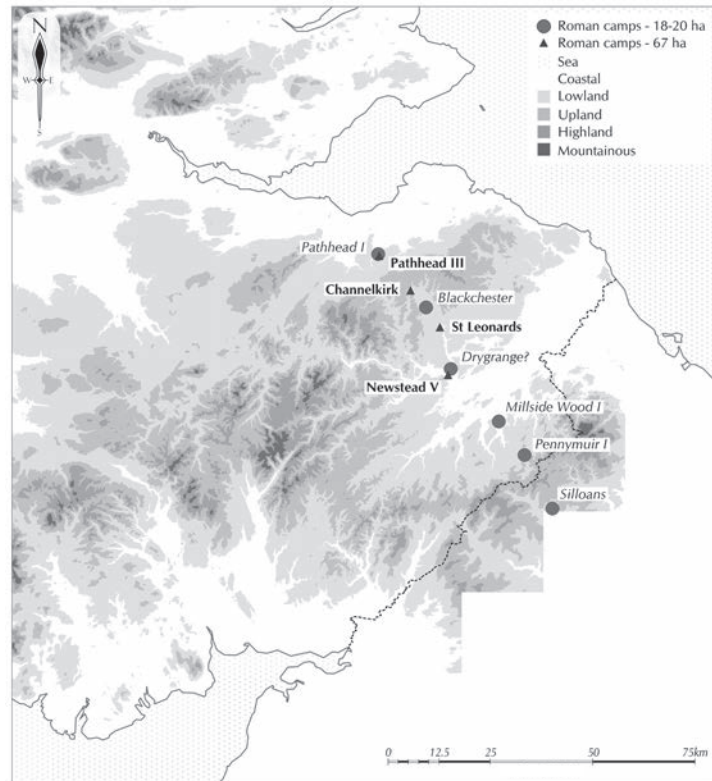 N
W
E
S
Roman camps - 18-20 ha
Roman camps - 67 ha
Sea
Coastal
Lowland
Upland
Highland
Mountainous
Pathhead I
Pathhead III
Channelkirk
Blackchester
St Leonards
Drygrange?
Newstead V
Millside Wood I
Pennymuir I
Silloans
0 12.5 25 50 75km